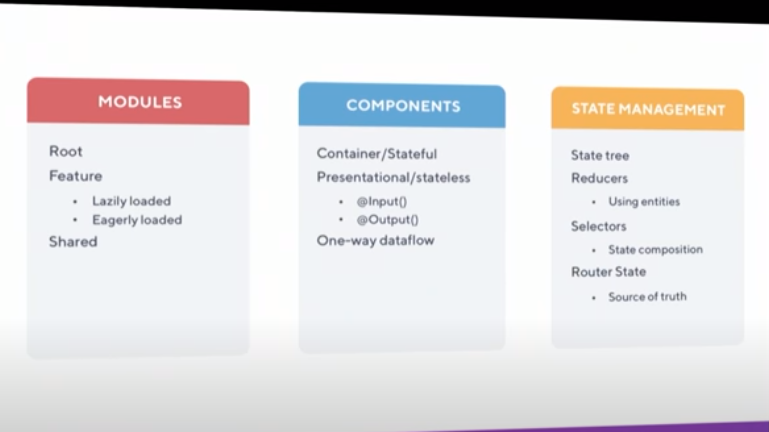 MODULES
Root
Feature
• Lazily loaded
• Eagerly loaded
Shared
COMPONENTS
Container/Stateful
Presentational/stateless
• @Input()
• @Output()
One-way dataflow
STATE MANAGEMENT
State tree
Reducers
• Using entities
Selectors
• State composition
Router State
• Source of truth